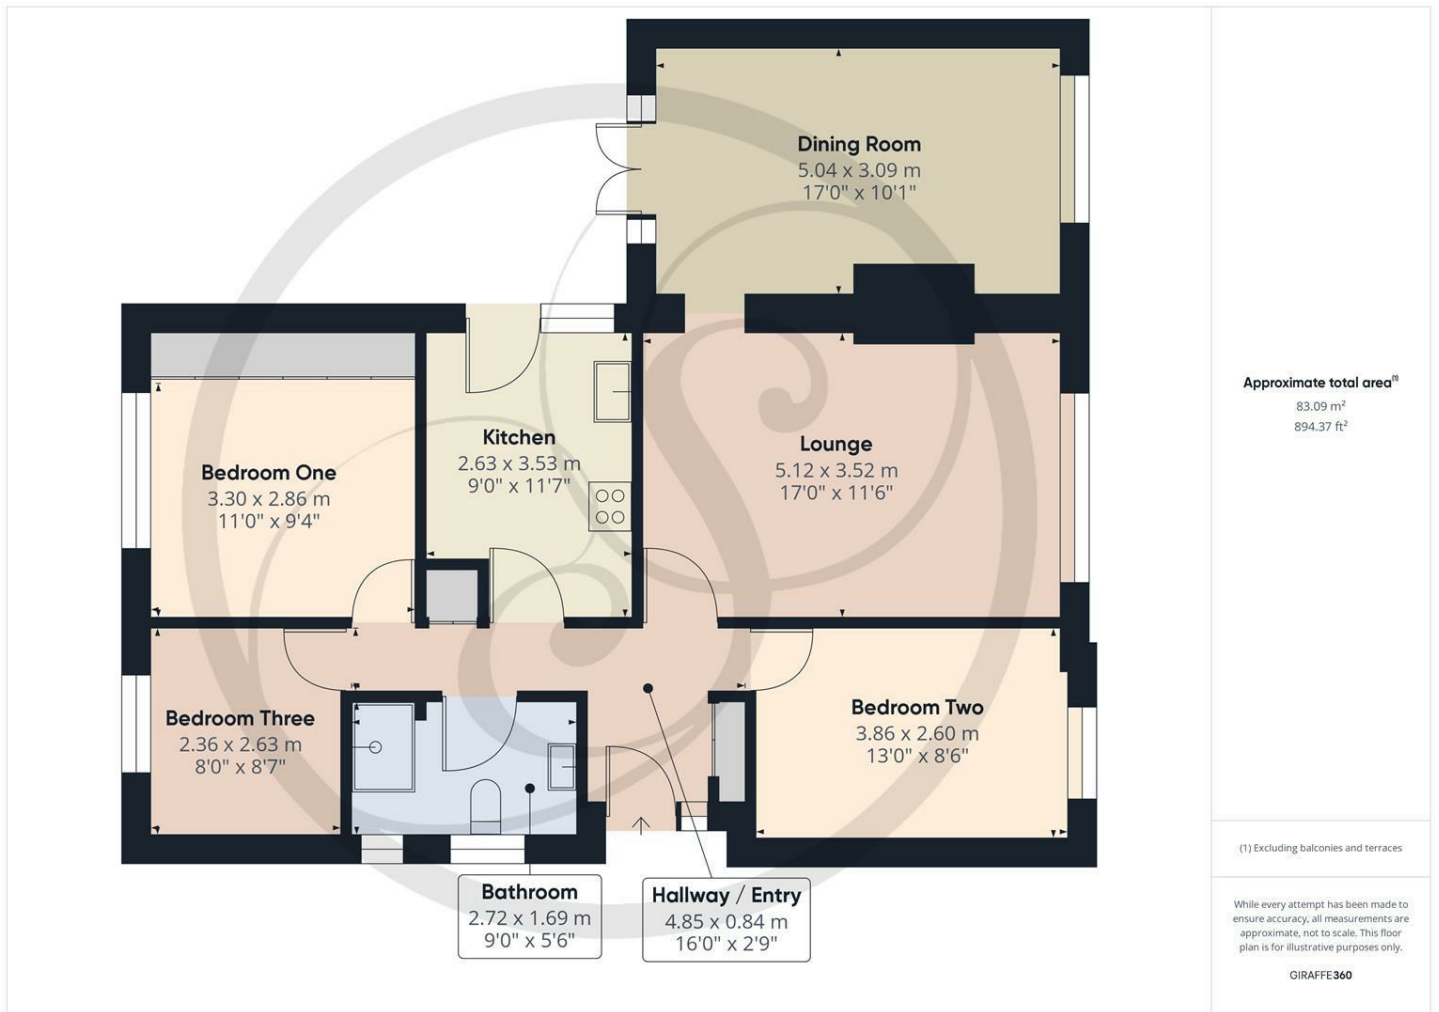 Dining Room
5.04 x 3.09 m
17'0" x 10'1"
Kitchen
2.63 x 3.53 m
9'0" x 11'7"
Lounge
5.12 x 3.52 m
17'0" x 11'6"
Bedroom One
3.30 x 2.86 m
11'0" x 9'4"
Bedroom Three
2.36 x 2.63 m
8'0" x 8'7"
Bedroom Two
3.86 x 2.60 m
13'0" x 8'6"
Bathroom
2.72 x 1.69 m
9'0" x 5'6"
Hallway / Entry
4.85 x 0.84 m
16'0" x 2'9"
Approximate total area⁽¹⁾
83.09 m²
894.37 ft²
(1) Excluding balconies and terraces
While every attempt has been made to
ensure accuracy, all measurements are
approximate, not to scale. This floor
plan is for illustrative purposes only.
GIRAFFE360